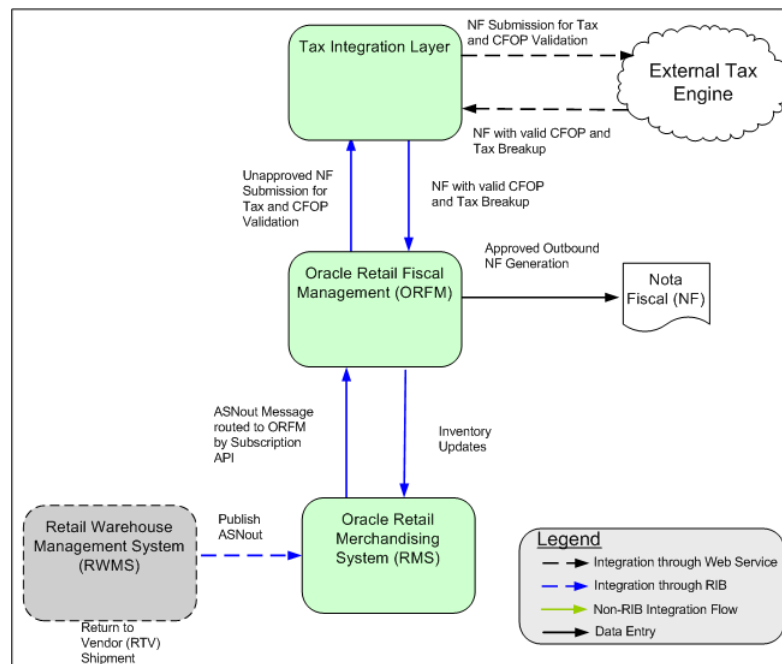 NF Submission for Tax
and CFOP Validation
Tax Integration Layer
External Tax
Engine
NF with valid CFOP and
Tax Breakup
Unapproved NF
Submission for
Tax and CFOP
Validation
NF with valid CFOP
and Tax Breakup
Approved Outbound
NF Generation
Oracle Retail Fiscal
Management (ORFM)
Nota
Fiscal (NF)
ASNout Message
routed to ORFM
by Subscription
API
Inventory
Updates
Publish
ASNout
Retail Warehouse
Management System
(RWMS)
Oracle Retail
Merchandising
System (RMS)
Return to
Vendor (RTV)
Shipment
Legend
Integration through Web Service
Integration through RIB
Non-RIB Integration Flow
Data Entry